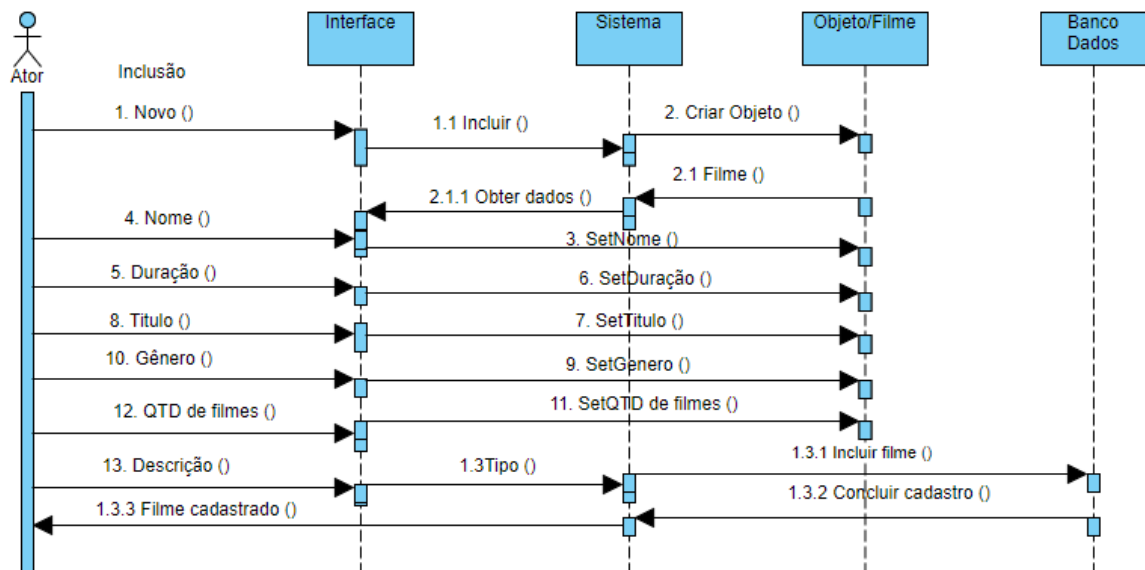 Interface
Sistema
Objeto/Filme
Banco
Dados
Ator
Inclusão
1. Novo ()
1.1 Incluir ()
2. Criar Objeto ()
2.1 Filme ()
2.1.1 Obter dados ()
4. Nome ()
3. SetNome ()
5. Duração ()
6. SetDuração ()
8. Titulo ()
7. SetTitulo ()
10. Gênero ()
9. SetGenero ()
12. QTD de filmes ()
11. SetQTD de filmes ()
13. Descrição ()
1.3Tipo ()
1.3.1 Incluir filme ()
1.3.2 Concluir cadastro ()
1.3.3 Filme cadastrado ()